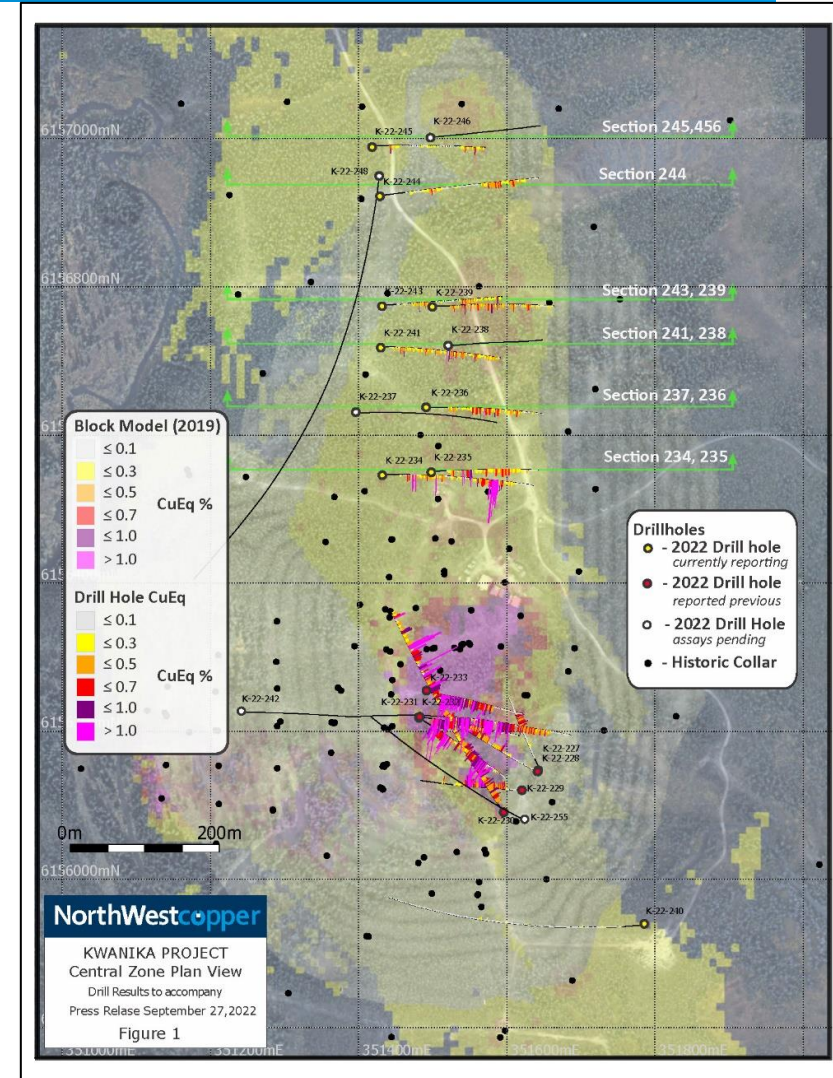 6157000mN
K-22-246
K-22-245
Section 245,456
K-22-248
K-22-244
Section 244
6156800mN
K-22-243
K-22-239
Section 243, 239
K-22-241
K-22-238
Section 241, 238
K-22-237
K-22-236
Section 237, 236
K-22-234
K-22-235
Section 234, 235
Block Model (2019)
≤ 0.1
≤ 0.3
≤ 0.5
≤ 0.7
≤ 1.0
> 1.0
CuEq %
Drill Hole CuEq
≤ 0.1
≤ 0.3
≤ 0.5
≤ 0.7
≤ 1.0
> 1.0
CuEq %
Drillholes
- 2022 Drill hole
currently reporting
- 2022 Drill hole
reported previous
- 2022 Drill Hole
assays pending
- Historic Collar
K-22-233
K-22-242
K-22-231
K-22-227
K-22-228
K-22-229
K-22-230
K-22-255
0m
200m
6156000mN
K-22-240
NorthWestcopper
KWANIKA PROJECT
Central Zone Plan View
Drill Results to accompany
Press Relase September 27,2022
Figure 1
351000mE
351200mE
351400mE
351600mE
351800mE